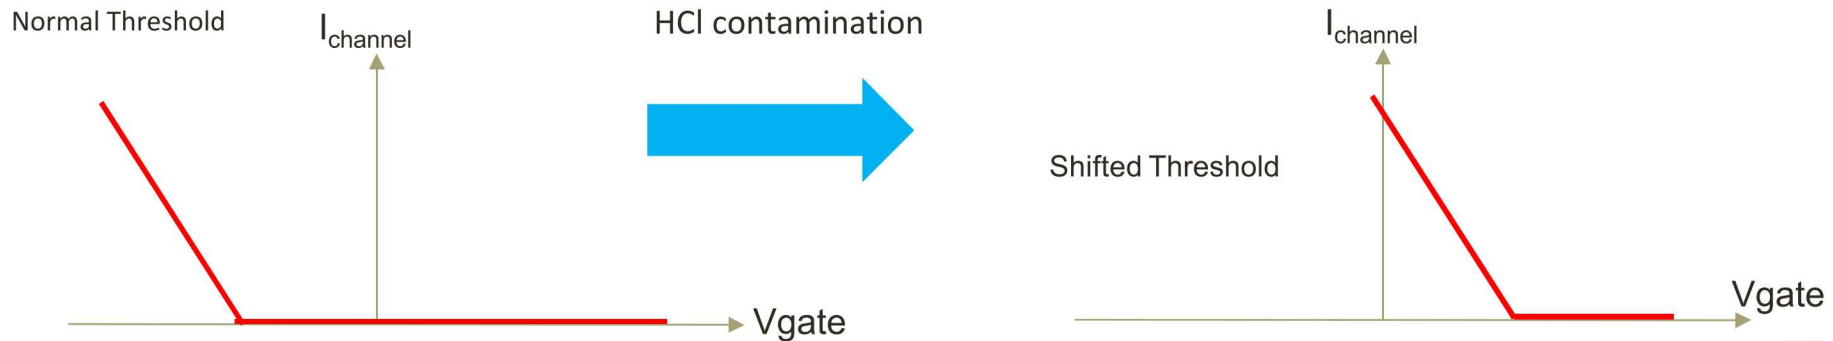 Normal Threshold
Ichannel
HCl contamination
Ichannel
Shifted Threshold
Vgate
Vgate